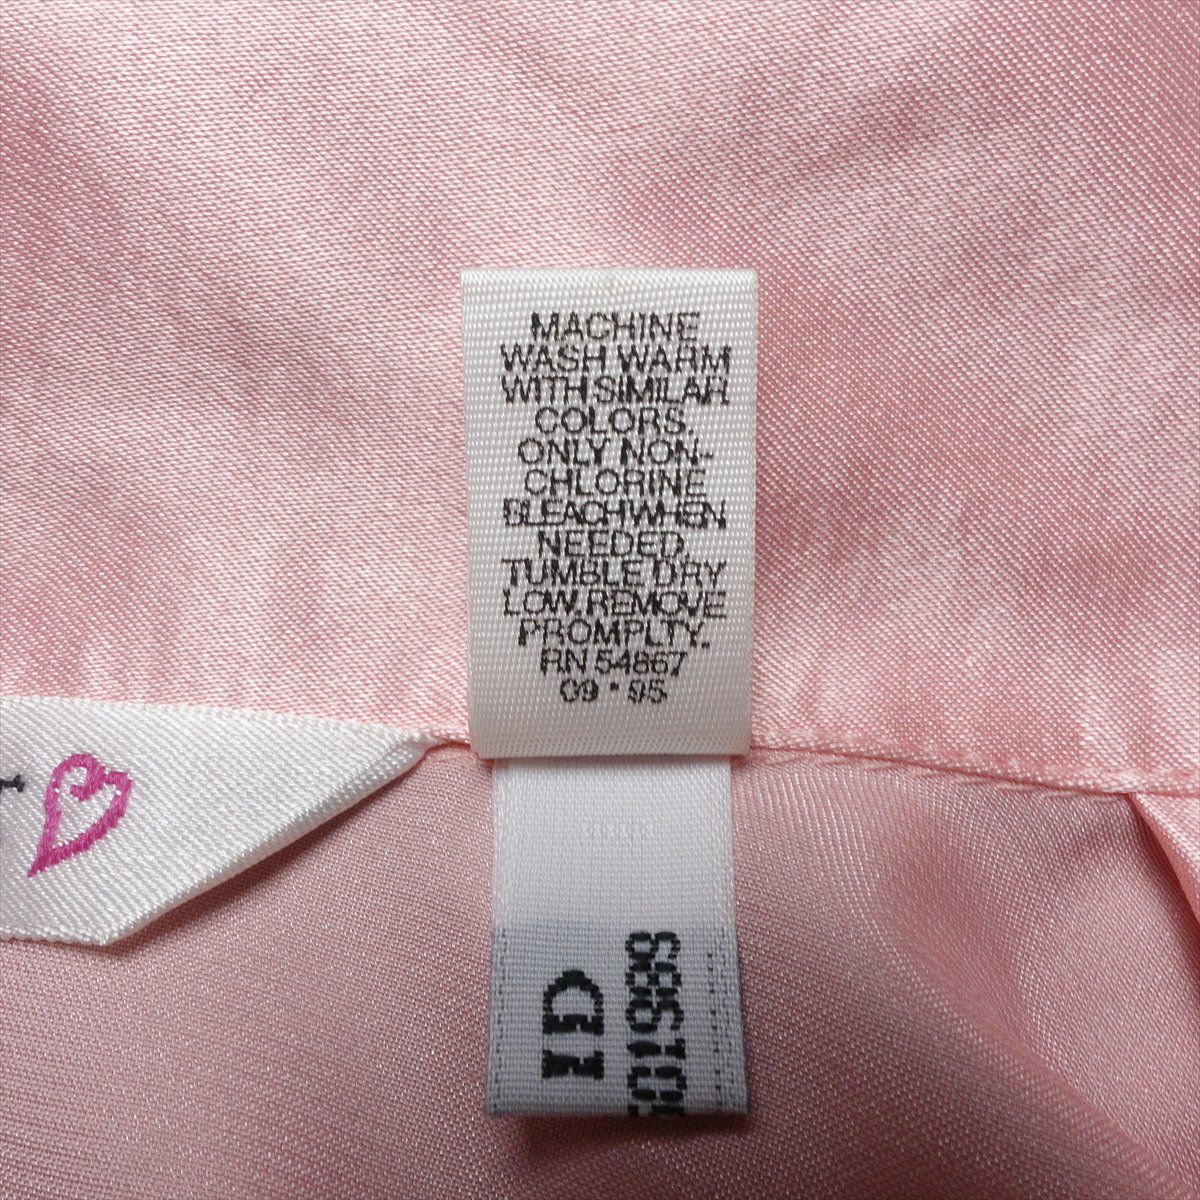 MACHINE
WASH WARM
WITH SIMILAR
COLORS.
ONLY NON-
CHLORINE
BLEACH WHEN
NEEDED.
TUMBLE DRY
LOW. REMOVE
PROMPLTY.
RN 54867
09 • 95